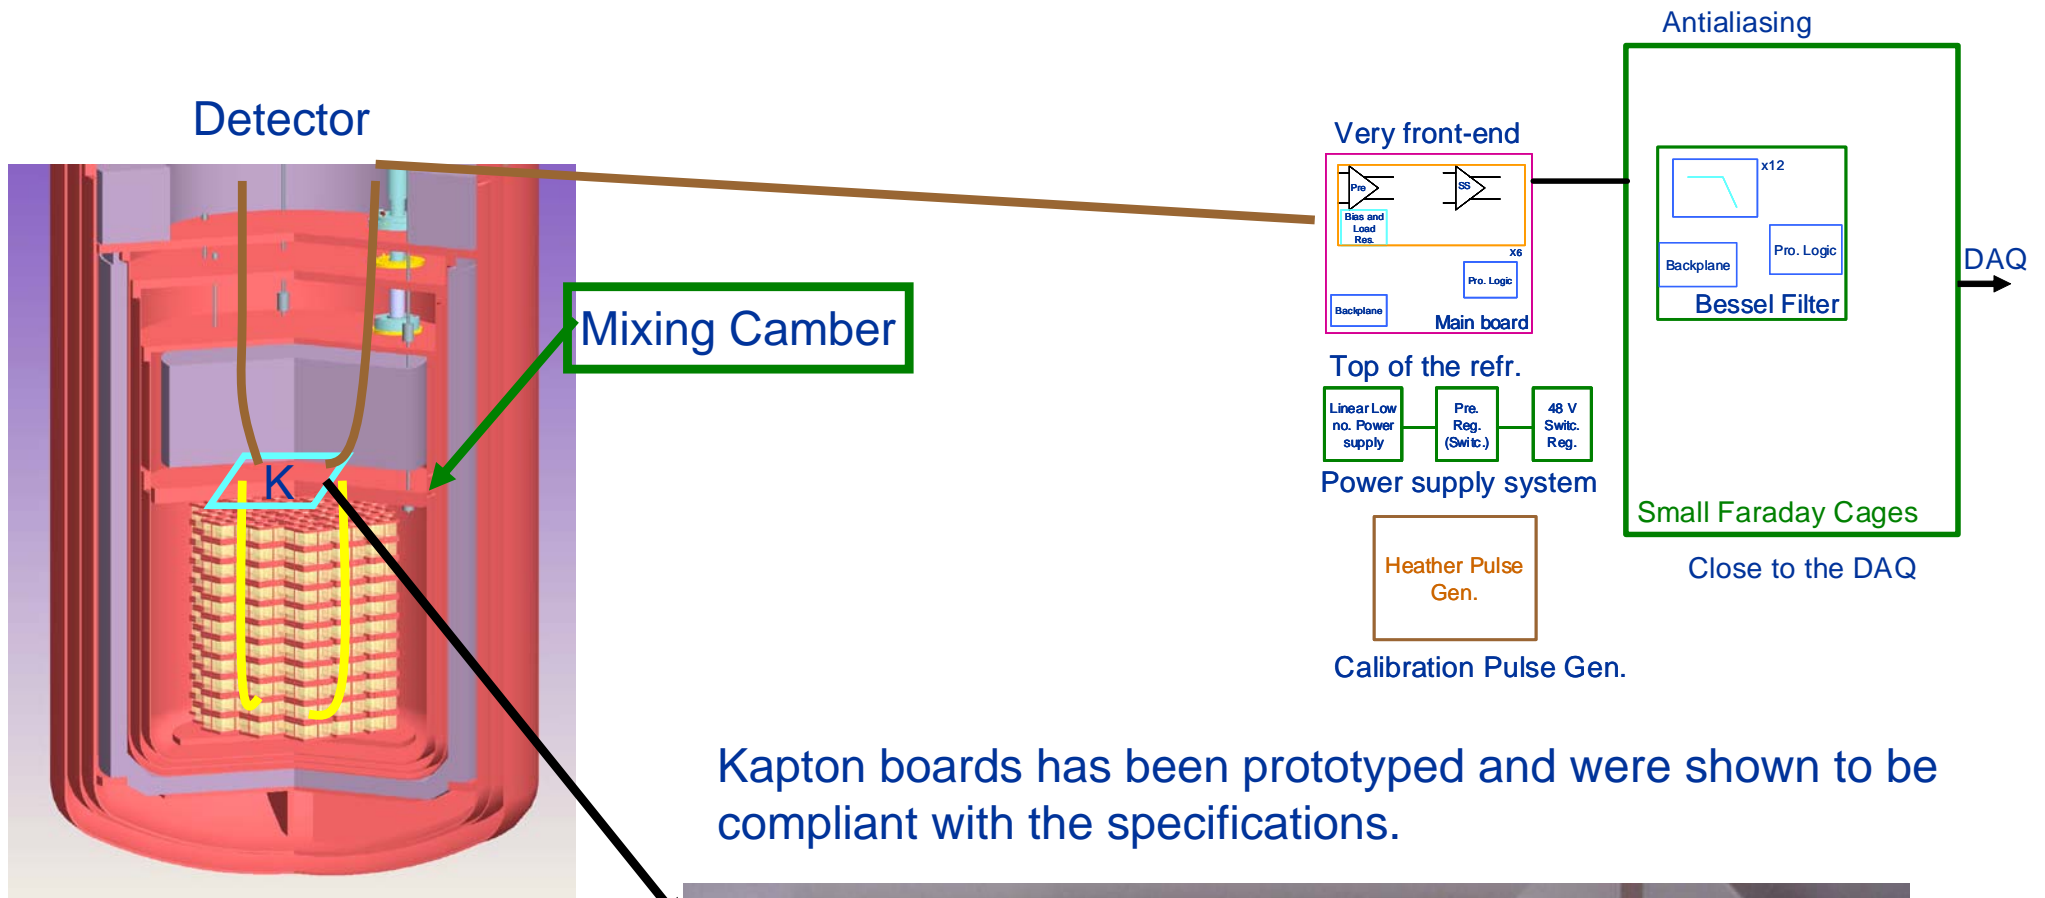 Antialiasing
Detector
Very front-end
Pre
SS
Bias and
Load
Res.
X6
Pro. Logic
Backplane
Main board
x12
Pro. Logic
Backplane
Bessel Filter
DAQ
Mixing Camber
Top of the refr.
Linear Low
no. Power
supply
Pre.
Reg.
(Switc.)
48 V
Switc.
Reg.
Power supply system
Small Faraday Cages
Close to the DAQ
K
Heather Pulse
Gen.
Calibration Pulse Gen.
Kapton boards has been prototyped and were shown to be
compliant with the specifications.